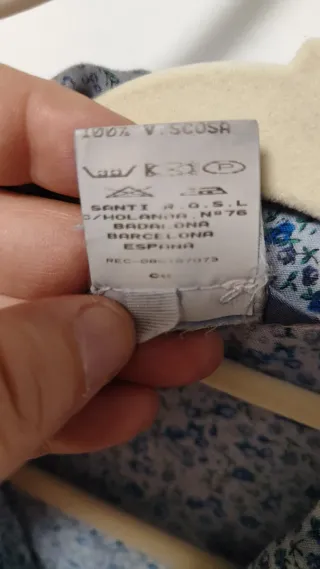 100% V.SCOSA
P
SANTI R.Q.S.L
C/HOLANDA Nº76
BADALONA
BARCELONA
ESPAÑA